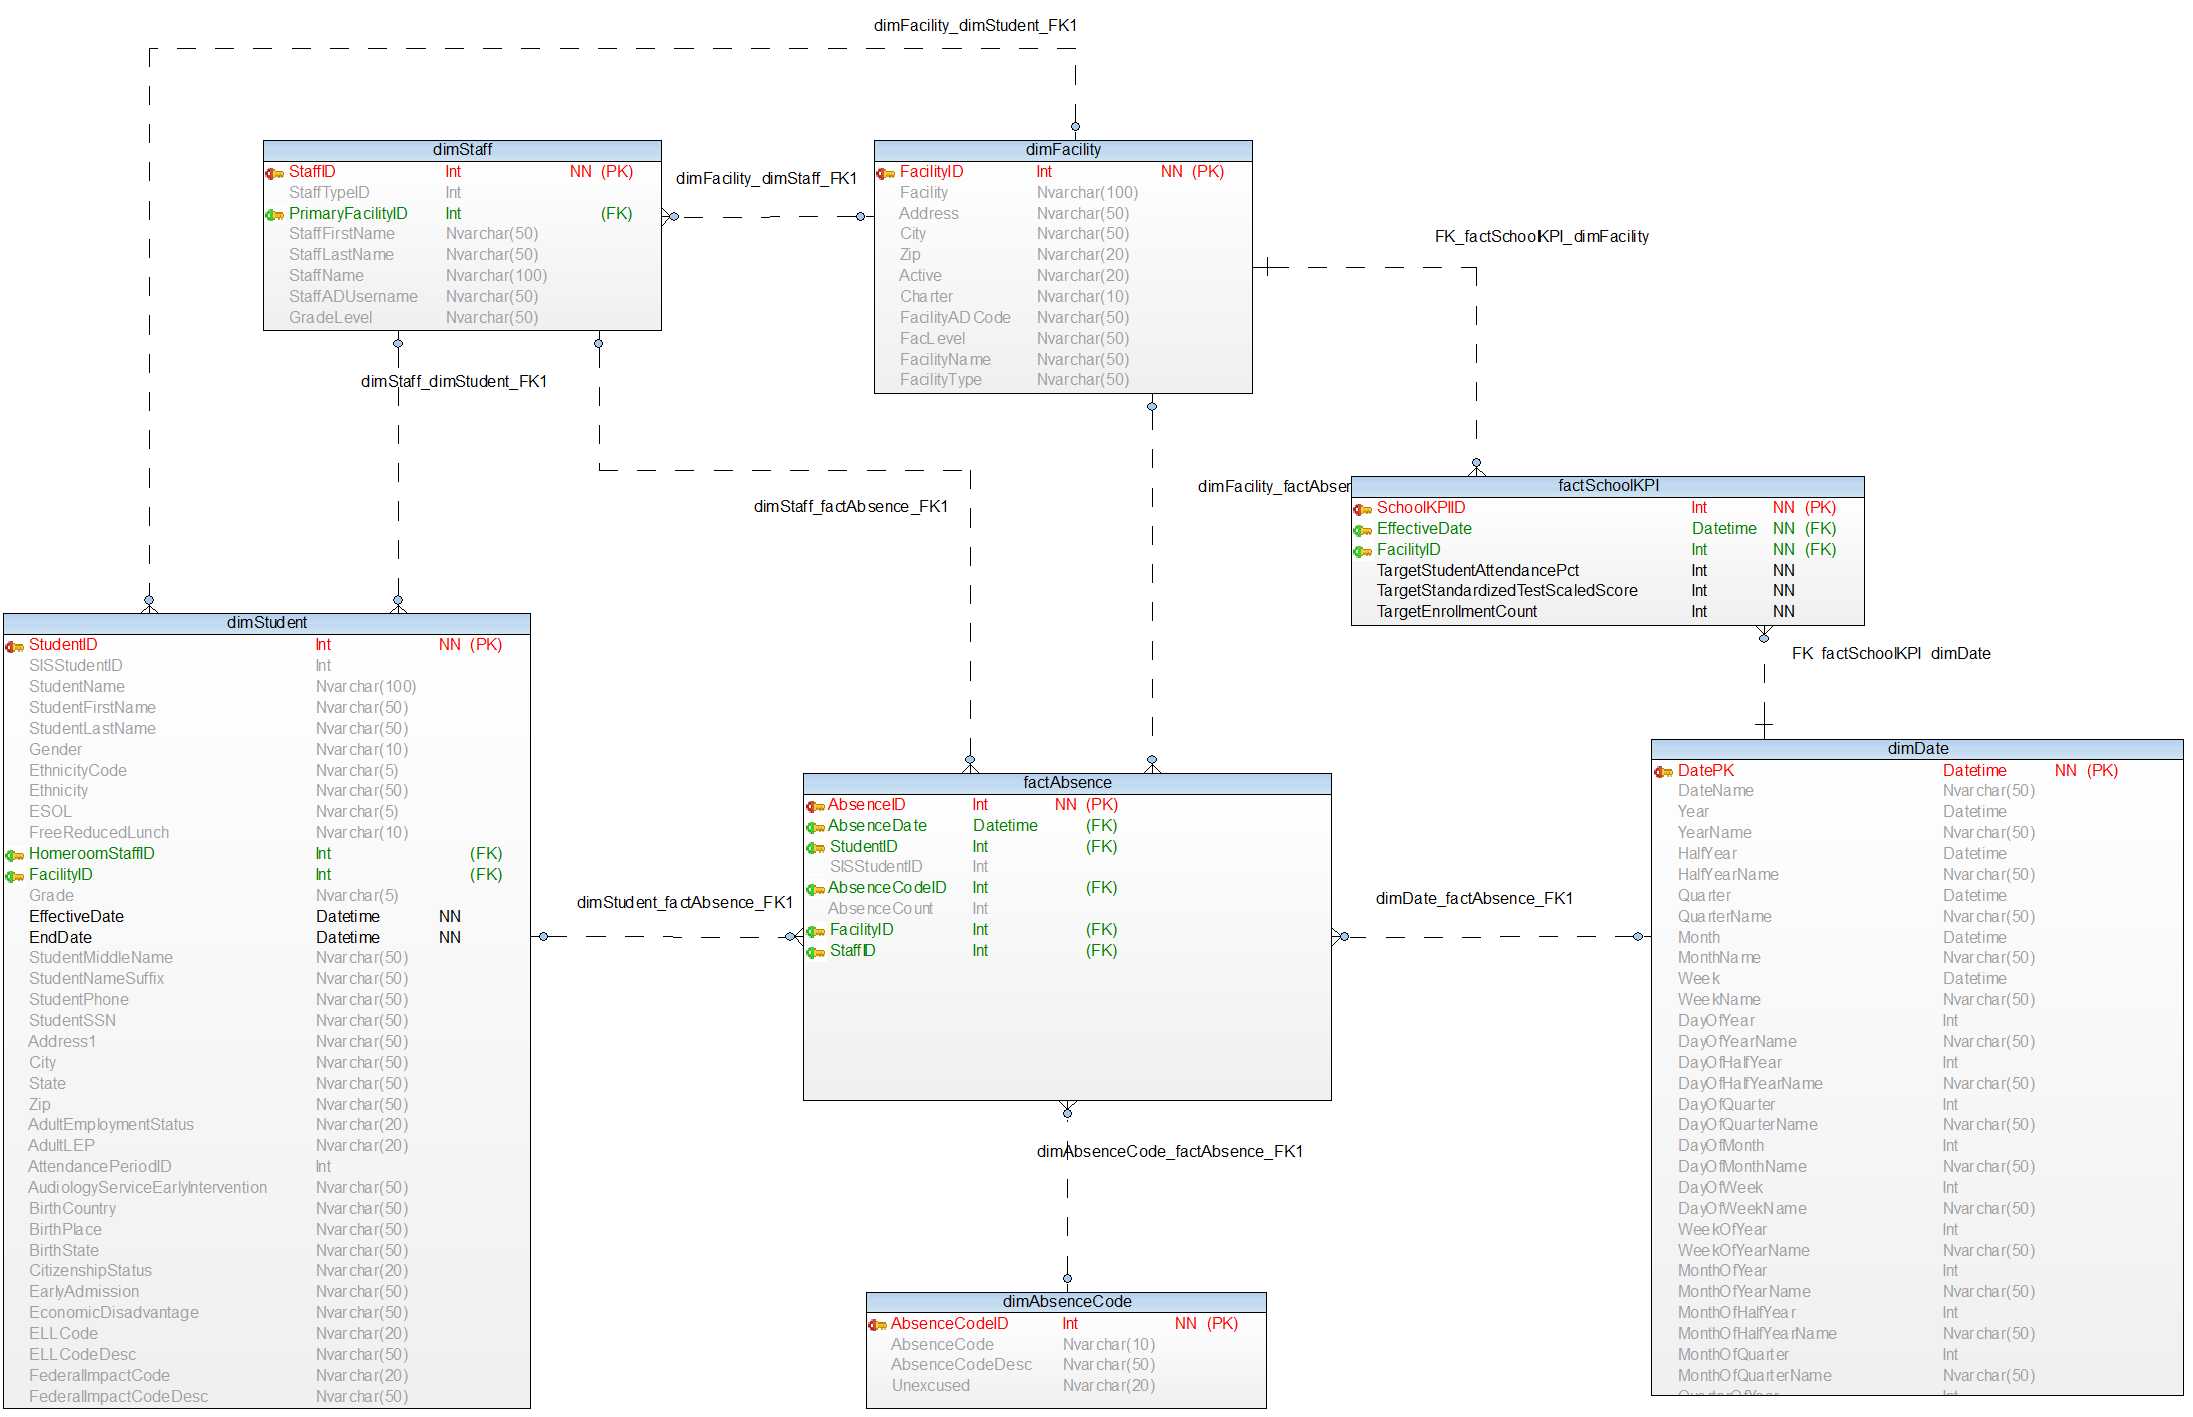 dimFacility_dimStudent_FK1
dimStaff
StaffID Int NN (PK)
StaffTypeID Int
PrimaryFacilityID Int (FK)
StaffFirstName Nvarchar(50)
StaffLastName Nvarchar(50)
StaffName Nvarchar(100)
StaffADUsername Nvarchar(50)
GradeLevel Nvarchar(50)
dimFacility_dimStaff_FK1
dimFacility
FacilityID Int NN (PK)
Facility Nvarchar(100)
Address Nvarchar(50)
City Nvarchar(50)
Zip Nvarchar(20)
Active Nvarchar(20)
Charter Nvarchar(10)
FacilityADCode Nvarchar(50)
FacLevel Nvarchar(50)
FacilityName Nvarchar(50)
FacilityType Nvarchar(50)
FK_factSchoolKPI_dimFacility
dimStaff_dimStudent_FK1
dimStaff_factAbsence_FK1
dimFacility_factAbser
factSchoolKPI
SchoolKPIID Int NN (PK)
EffectiveDate Datetime NN (FK)
FacilityID Int NN (FK)
TargetStudentAttendancePct Int NN
TargetStandardizedTestScaledScore Int NN
TargetEnrollmentCount Int NN
FK_factSchoolKPI_dimDate
dimStudent
StudentID Int NN (PK)
SISStudentID Int
StudentName Nvarchar(100)
StudentFirstName Nvarchar(50)
StudentLastName Nvarchar(50)
Gender Nvarchar(10)
EthnicityCode Nvarchar(5)
Ethnicity Nvarchar(50)
ESOL Nvarchar(5)
FreeReducedLunch Nvarchar(10)
HomeroomStaffID Int (FK)
FacilityID Int (FK)
Grade Nvarchar(5)
EffectiveDate Datetime NN
EndDate Datetime NN
StudentMiddleName Nvarchar(50)
StudentNameSuffix Nvarchar(50)
StudentPhone Nvarchar(50)
StudentSSN Nvarchar(50)
Address1 Nvarchar(50)
City Nvarchar(50)
State Nvarchar(50)
Zip Nvarchar(50)
AdultEmploymentStatus Nvarchar(20)
AdultLEP Nvarchar(20)
AttendancePeriodID Int
AudiologyServiceEarlyIntervention Nvarchar(50)
BirthCountry Nvarchar(50)
BirthPlace Nvarchar(50)
BirthState Nvarchar(50)
CitizenshipStatus Nvarchar(20)
EarlyAdmission Nvarchar(50)
EconomicDisadvantage Nvarchar(50)
ELLCode Nvarchar(20)
ELLCodeDesc Nvarchar(50)
FederalImpactCode Nvarchar(20)
FederalImpactCodeDesc Nvarchar(50)
dimStudent_factAbsence_FK1
factAbsence
AbsenceID Int NN (PK)
AbsenceDate Datetime (FK)
StudentID Int (FK)
SISStudentID Int
AbsenceCodeID Int (FK)
AbsenceCount Int
FacilityID Int (FK)
StaffID Int (FK)
dimDate_factAbsence_FK1
dimAbsenceCode_factAbsence_FK1
dimAbsenceCode
AbsenceCodeID Int NN (PK)
AbsenceCode Nvarchar(10)
AbsenceCodeDesc Nvarchar(50)
Unexcused Nvarchar(20)
dimDate
DatePK Datetime NN (PK)
DateName Nvarchar(50)
Year Datetime
YearName Nvarchar(50)
HalfYear Datetime
HalfYearName Nvarchar(50)
Quarter Datetime
QuarterName Nvarchar(50)
Month Datetime
MonthName Nvarchar(50)
Week Datetime
WeekName Nvarchar(50)
DayOfYear Int
DayOfYearName Nvarchar(50)
DayOfHalfYear Int
DayOfHalfYearName Nvarchar(50)
DayOfQuarter Int
DayOfQuarterName Nvarchar(50)
DayOfMonth Int
DayOfMonthName Nvarchar(50)
DayOfWeek Int
DayOfWeekName Nvarchar(50)
WeekOfYear Int
WeekOfYearName Nvarchar(50)
MonthOfYear Int
MonthOfYearName Nvarchar(50)
MonthOfHalfYear Int
MonthOfHalfYearName Nvarchar(50)
MonthOfQuarter Int
MonthOfQuarterName Nvarchar(50)